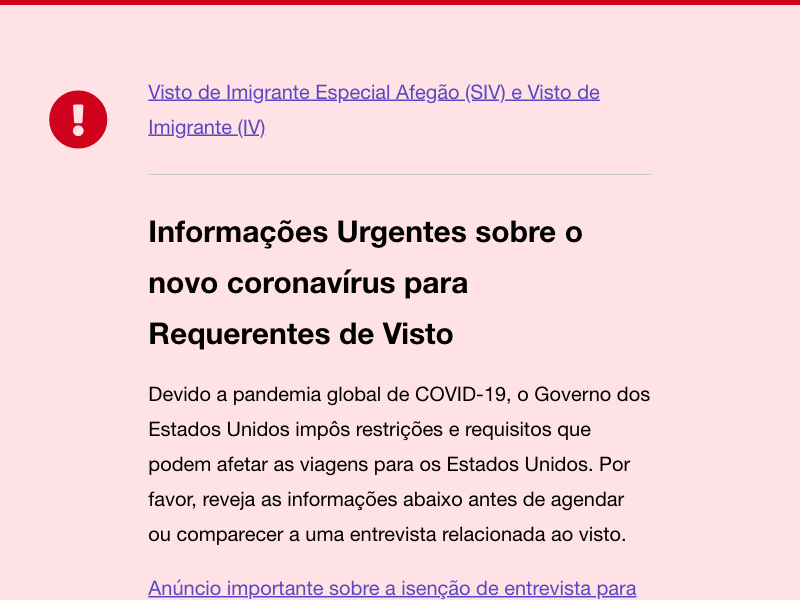 Visto de Imigrante Especial Afegão (SIV) e Visto de
Imigrante (IV)
Informações Urgentes sobre o
novo coronavírus para
Requerentes de Visto
Devido a pandemia global de COVID-19, o Governo dos
Estados Unidos impôs restrições e requisitos que
podem afetar as viagens para os Estados Unidos. Por
favor, reveja as informações abaixo antes de agendar
ou comparecer a uma entrevista relacionada ao visto.
Anúncio importante sobre a isenção de entrevista para